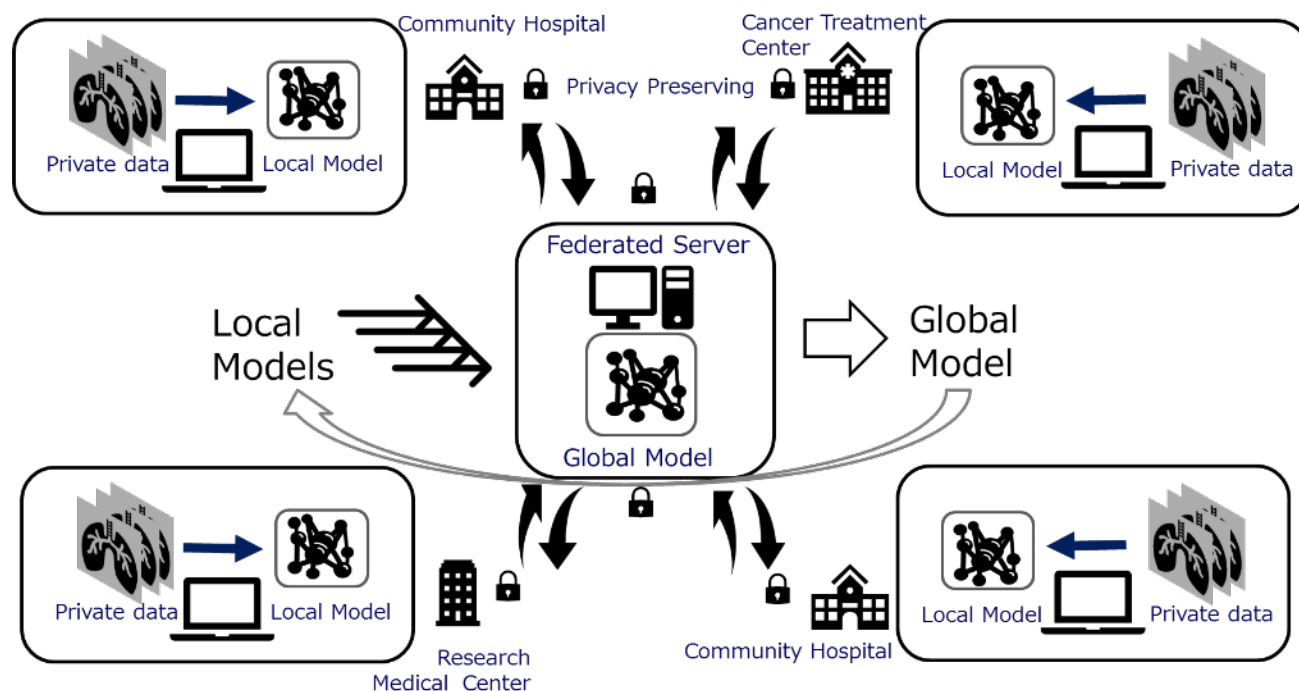 Community Hospital
Cancer Treatment
Center
Privacy Preserving
Private data
Local Model
Local Model
Private data
Federated Server
Local
Models
Global
Model
Global Model
Private data
Local Model
Local Model
Private data
Research
Medical Center
Community Hospital